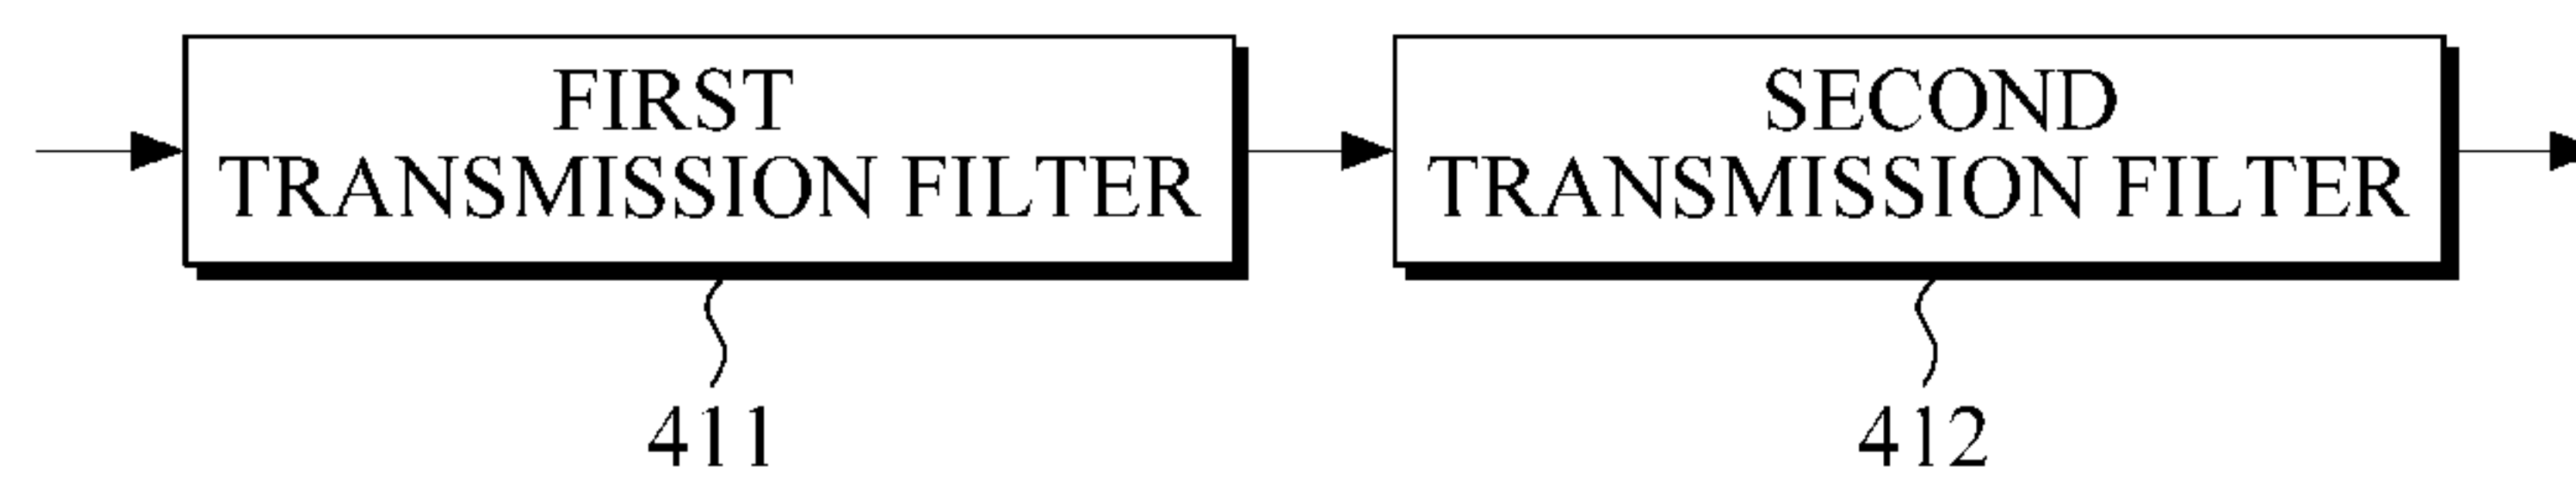 FIRST
TRANSMISSION FILTER
SECOND
TRANSMISSION FILTER
411
412